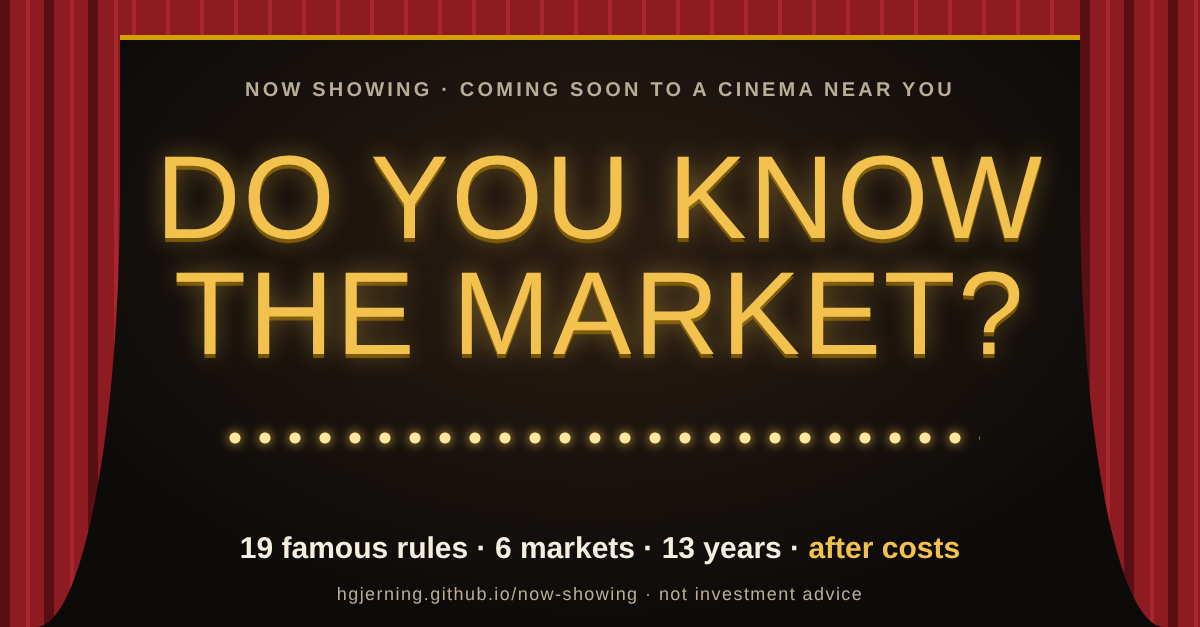 NOW SHOWING · COMING SOON TO A CINEMA NEAR YOU
DO YOU KNOW
THE MARKET?
19 famous rules · 6 markets · 13 years · after costs
hgjerning.github.io/now-showing · not investment advice